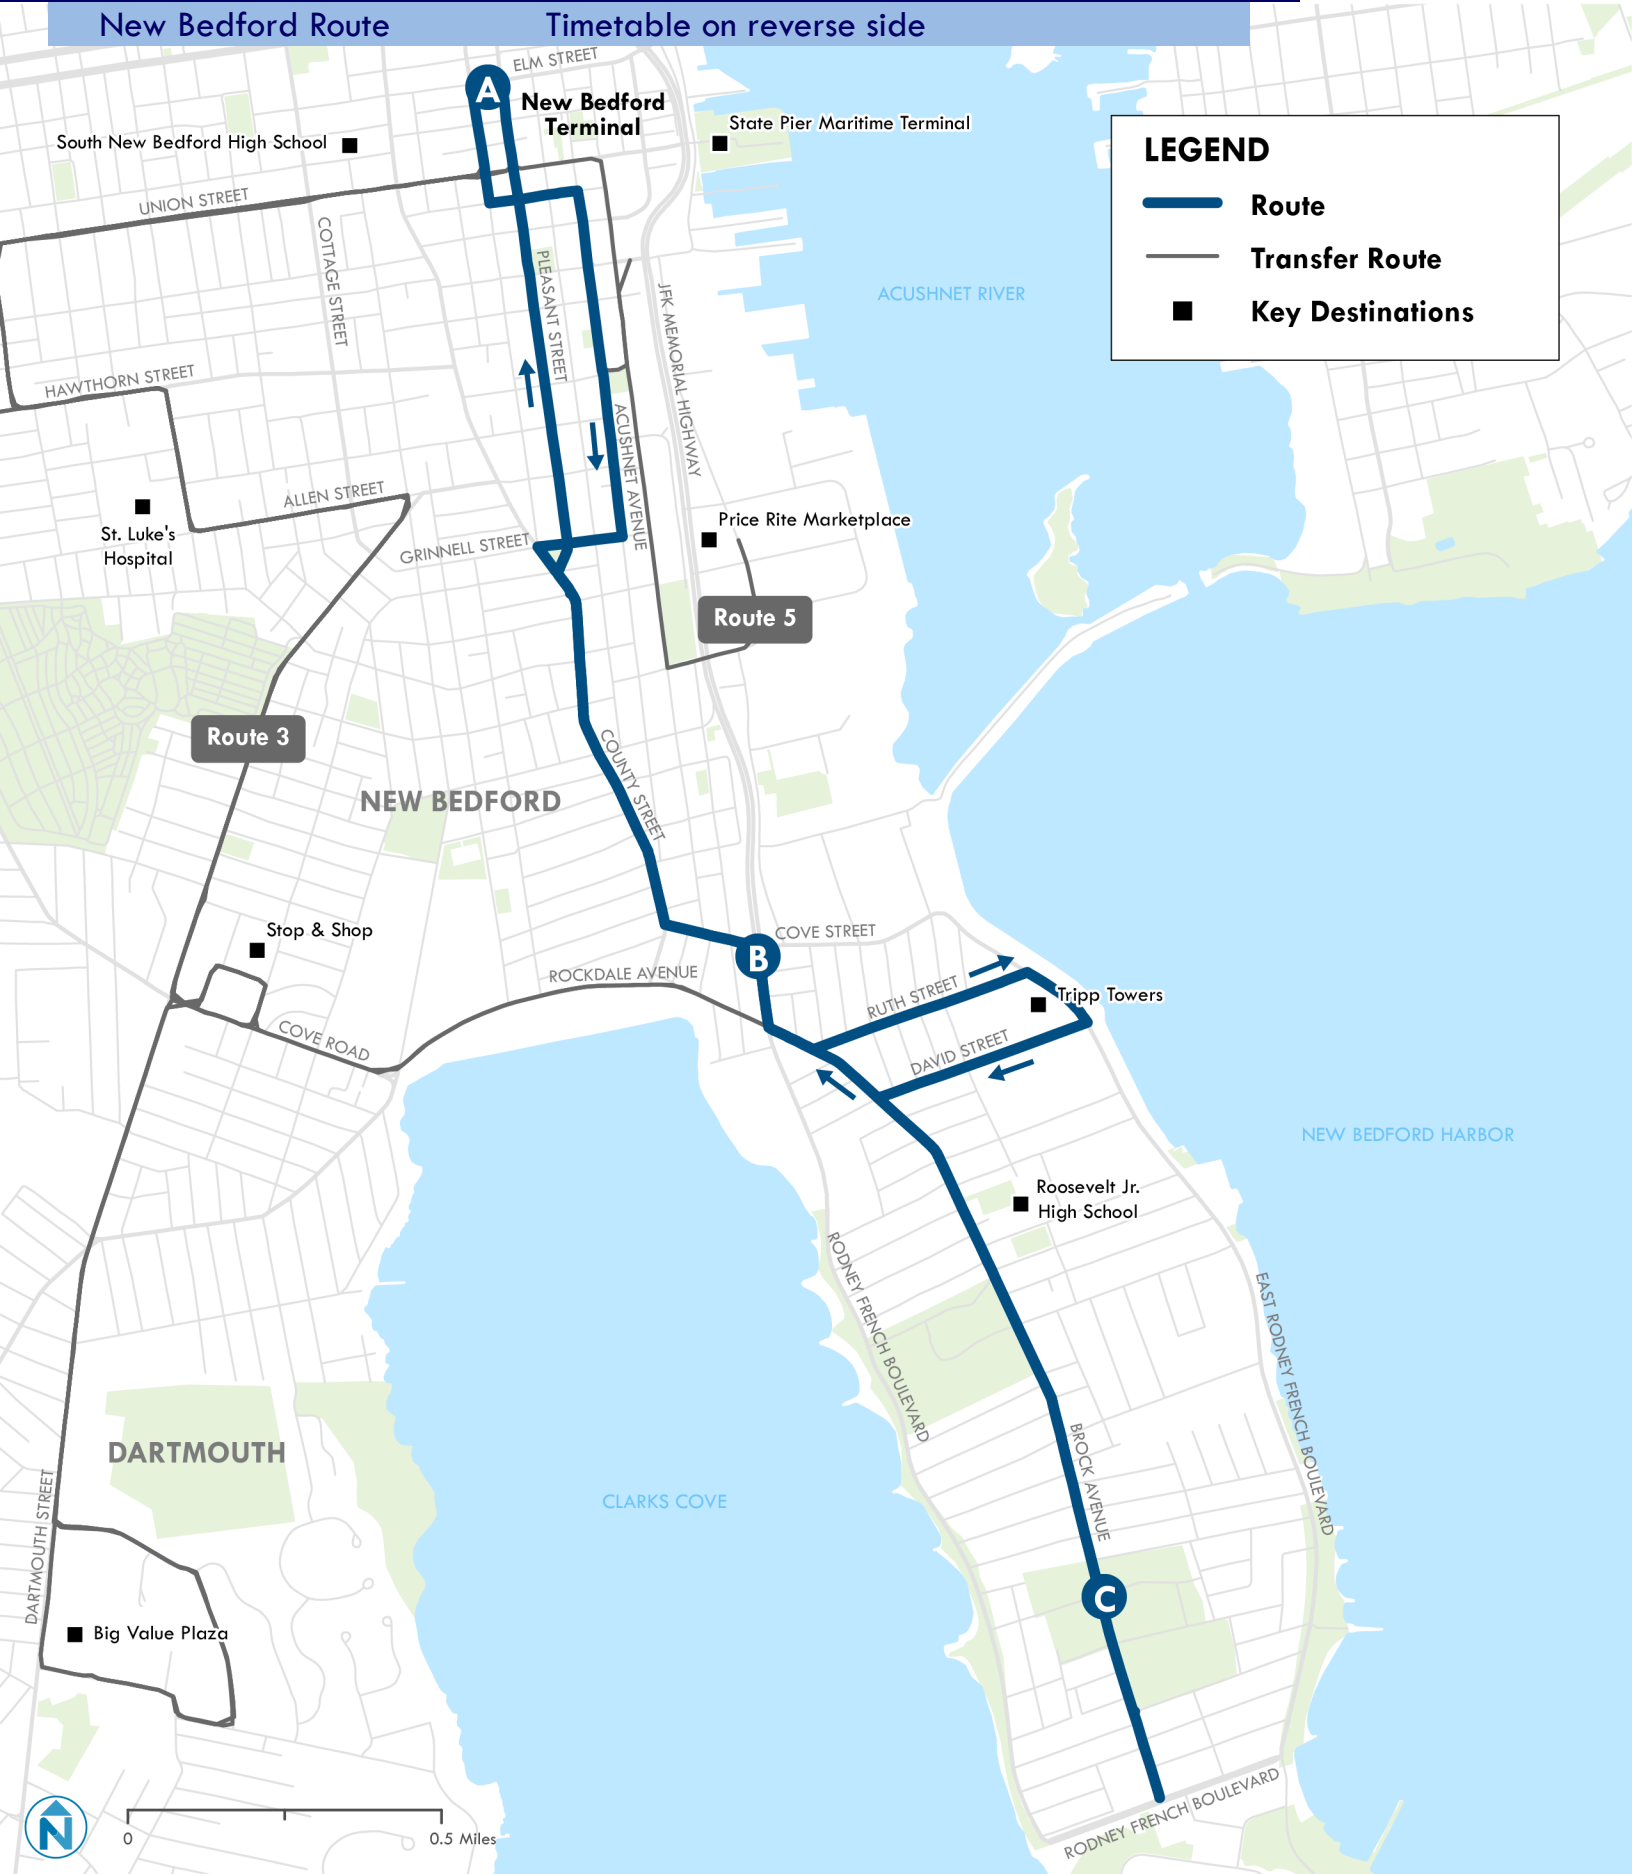 New Bedford Route
Timetable on reverse side
ELM STREET
A
New Bedford
Terminal
State Pier Maritime Terminal
South New Bedford High School
LEGEND
Route
Transfer Route
Key Destinations
UNION STREET
COTTAGE STREET
PLEASANT STREET
JFK MEMORIAL HIGHWAY
ACUSHNET RIVER
HAWTHORN STREET
ACUSHNET AVENUE
ALLEN STREET
St. Luke's
Hospital
GRINNELL STREET
Price Rite Marketplace
Route 5
Route 3
COUNTY STREET
NEW BEDFORD
Stop & Shop
COVE STREET
B
ROCKDALE AVENUE
RUTH STREET
Tripp Towers
COVE ROAD
DAVID STREET
NEW BEDFORD HARBOR
Roosevelt Jr.
High School
RODNEY FRENCH BOULEVARD
EAST RODNEY FRENCH BOULEVARD
DARTMOUTH
BROCK AVENUE
CLARKS COVE
DARTMOUTH STREET
C
Big Value Plaza
RODNEY FRENCH BOULEVARD
N
0
0.5 Miles